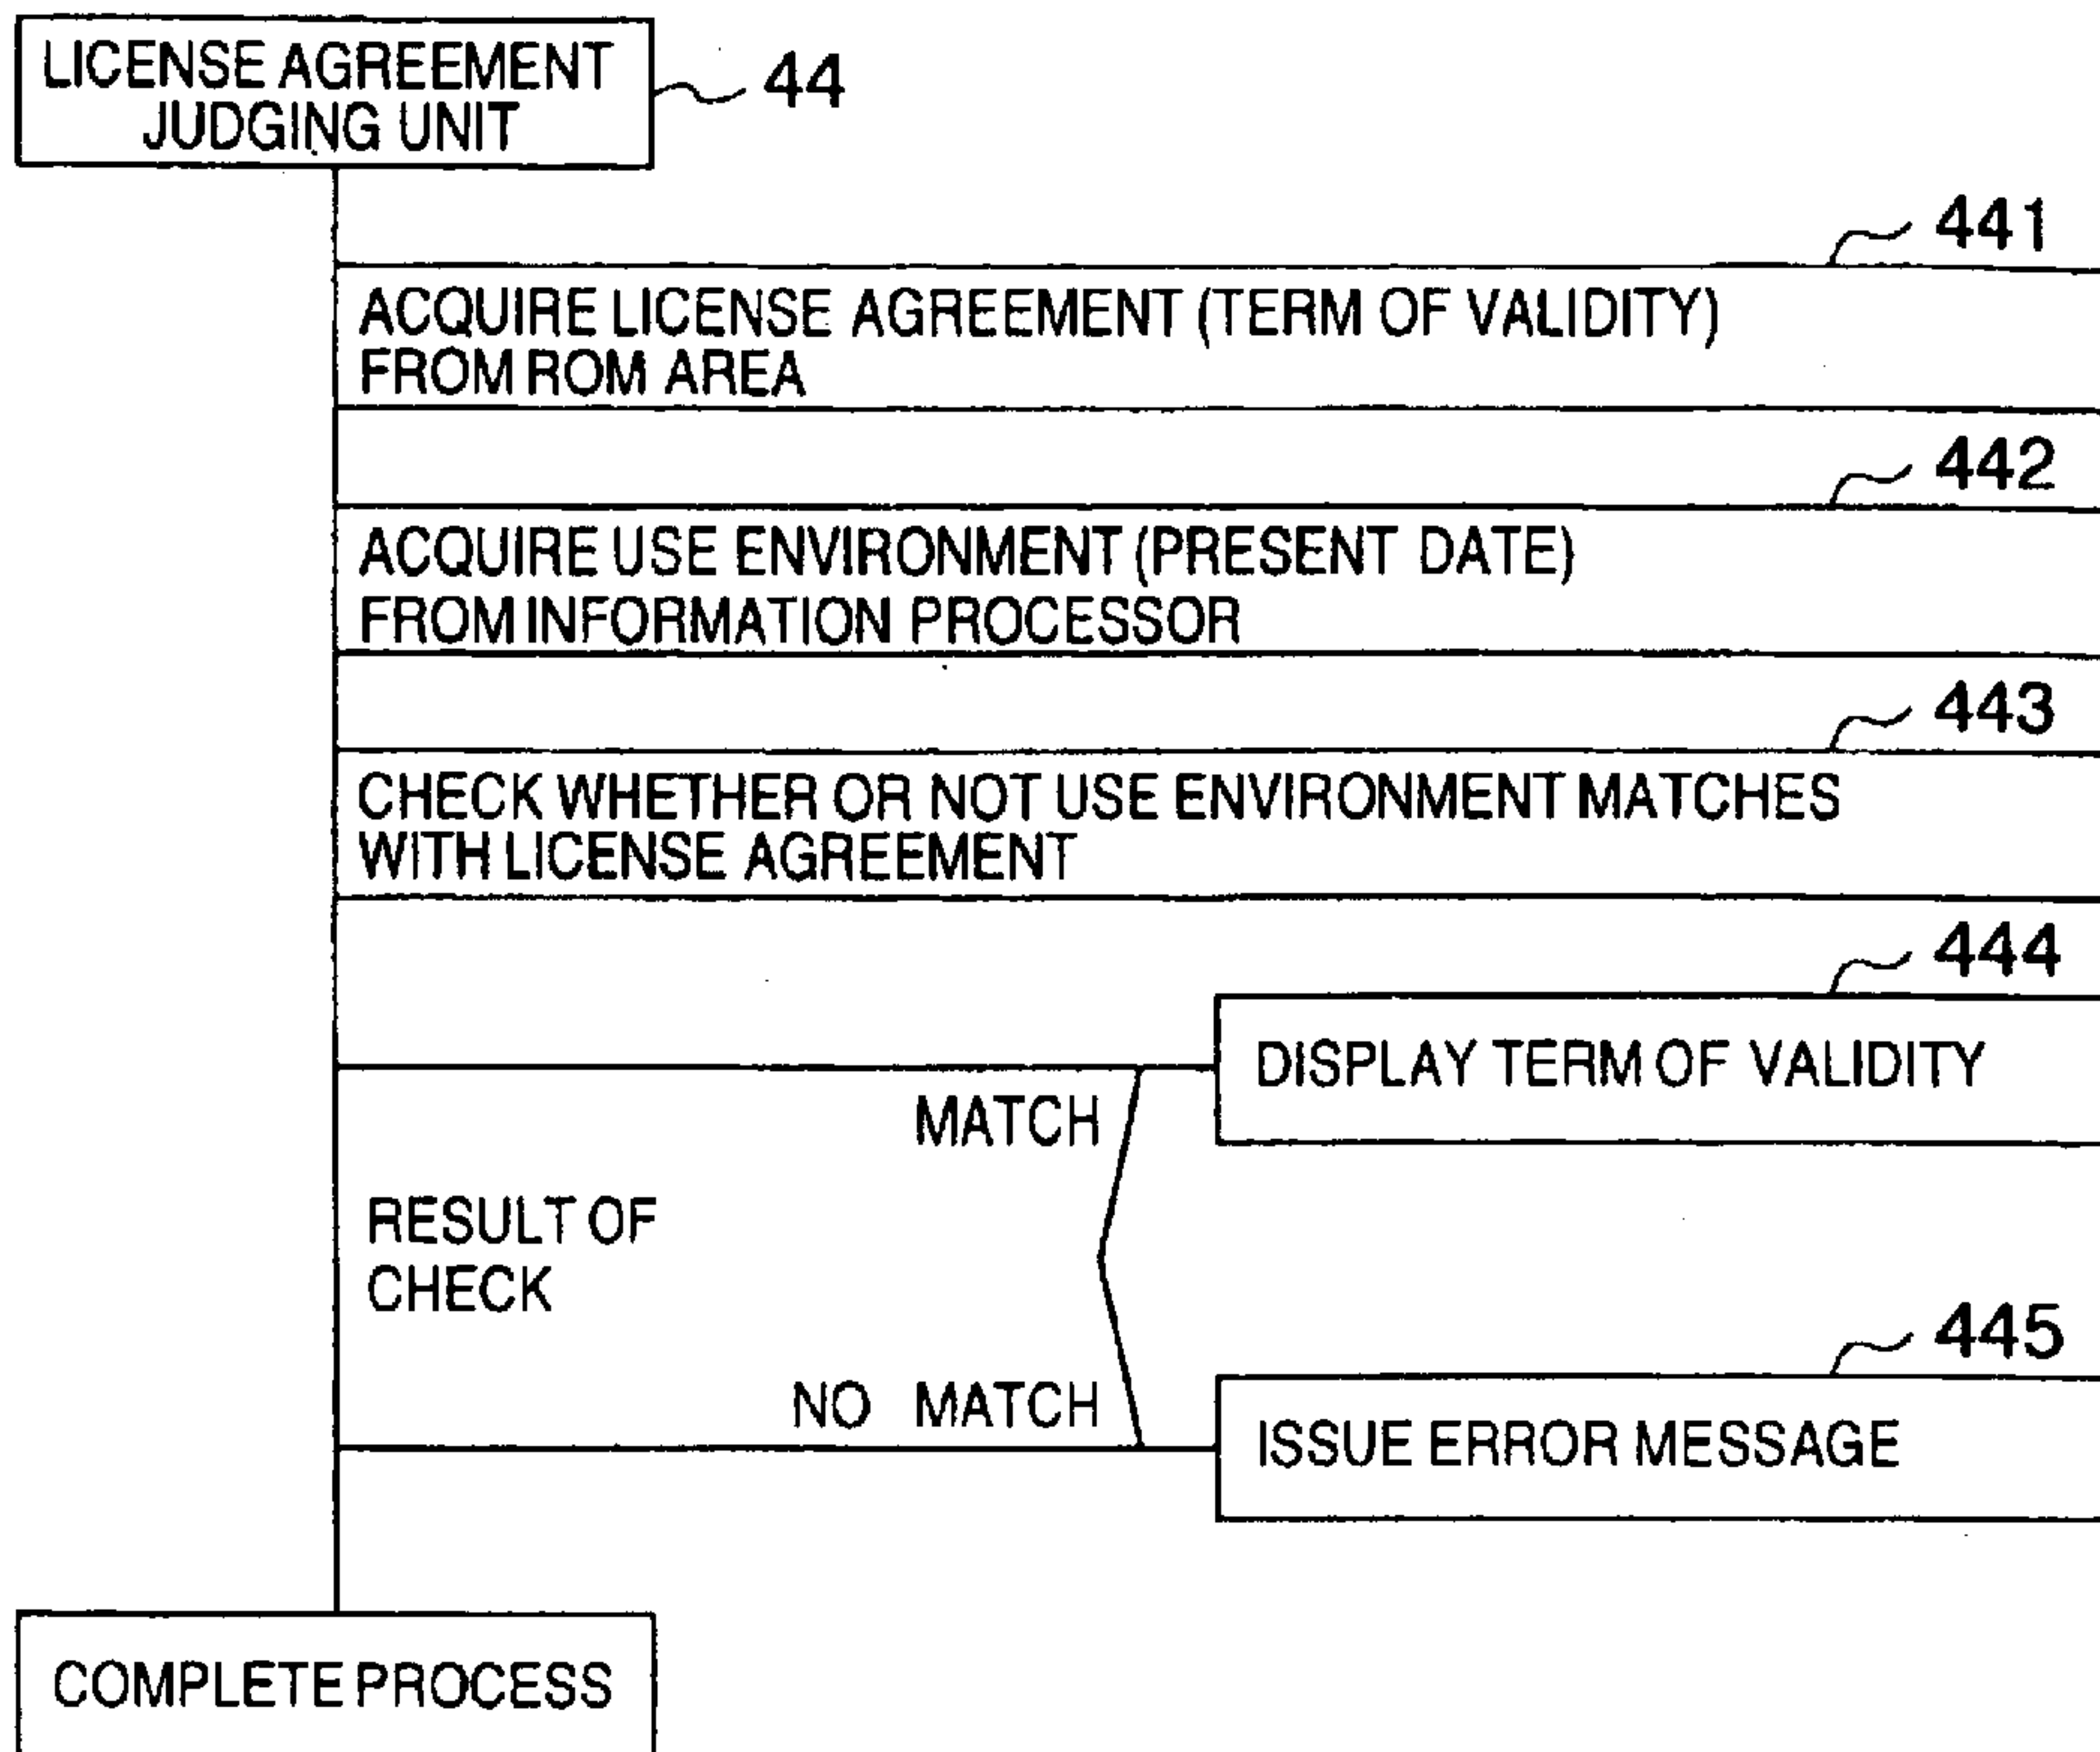 LICENSE AGREEMENT
JUDGING UNIT
44
441
ACQUIRE LICENSE AGREEMENT (TERM OF VALIDITY)
FROM ROM AREA
442
ACQUIRE USE ENVIRONMENT (PRESENT DATE)
FROM INFORMATION PROCESSOR
443
CHECK WHETHER OR NOT USE ENVIRONMENT MATCHES
WITH LICENSE AGREEMENT
444
DISPLAY TERM OF VALIDITY
MATCH
RESULT OF
CHECK
445
NO MATCH
ISSUE ERROR MESSAGE
COMPLETE PROCESS